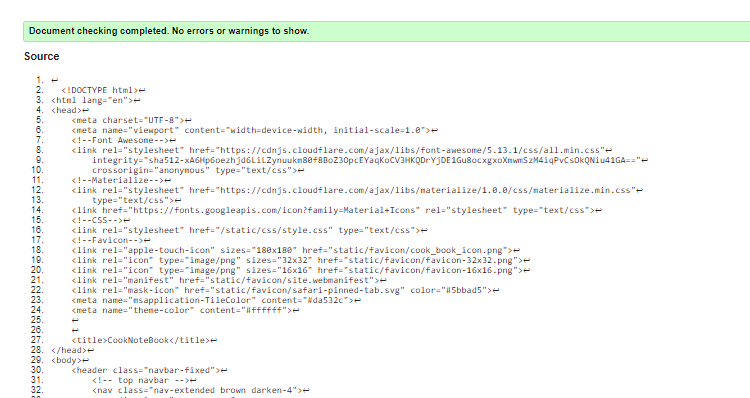 Document checking completed. No errors or warnings to show.
Source
1. ↩
2. <!DOCTYPE html>↩
3. <html lang="en">↩
4. <head>↩
5. <meta charset="UTF-8">↩
6. <meta name="viewport" content="width=device-width, initial-scale=1.0">↩
7. <!--Font Awesome-->↩
8. <link rel="stylesheet" href="https://cdnjs.cloudflare.com/ajax/libs/font-awesome/5.13.1/css/all.min.css"↩
9. integrity="sha512-xA6Hp6oezhjd6LiLZynuukm80f8BoZ3OpcEYaqKoCV3HKQDrYjDE1Gu8ocxgxoXmwmSzM4iqPvCsOkQNiu41GA=="↩
10. crossorigin="anonymous" type="text/css">↩
11. <!--Materialize-->↩
12. <link rel="stylesheet" href="https://cdnjs.cloudflare.com/ajax/libs/materialize/1.0.0/css/materialize.min.css"↩
13. type="text/css">↩
14. <link href="https://fonts.googleapis.com/icon?family=Material+Icons" rel="stylesheet" type="text/css">↩
15. <!--CSS-->↩
16. <link rel="stylesheet" href="/static/css/style.css" type="text/css">↩
17. <!--Favicon-->↩
18. <link rel="apple-touch-icon" sizes="180x180" href="static/favicon/cook_book_icon.png">↩
19. <link rel="icon" type="image/png" sizes="32x32" href="static/favicon/favicon-32x32.png">↩
20. <link rel="icon" type="image/png" sizes="16x16" href="static/favicon/favicon-16x16.png">↩
21. <link rel="manifest" href="static/favicon/site.webmanifest">↩
22. <link rel="mask-icon" href="static/favicon/safari-pinned-tab.svg" color="#5bbad5">↩
23. <meta name="msapplication-TileColor" content="#da532c">↩
24. <meta name="theme-color" content="#ffffff">↩
25. ↩
26. ↩
27. <title>CookNoteBook</title>↩
28. </head>↩
29. <body>↩
30. <header class="navbar-fixed">↩
31. <!-- top navbar -->↩
32. <nav class="nav-extended brown darken-4">↩